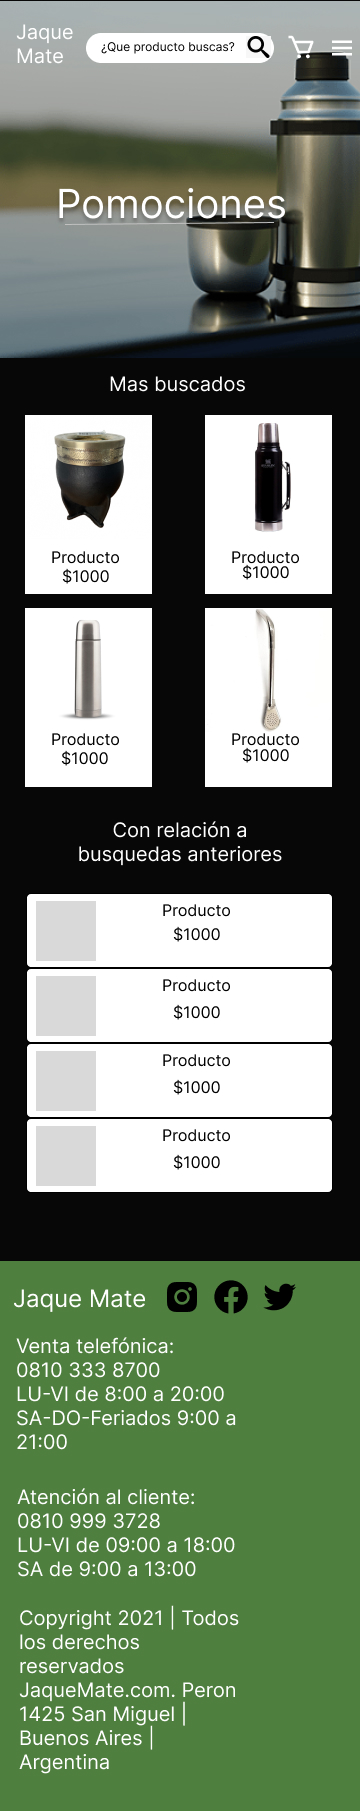 Jaque
Mate
¿Que producto buscas?
Pomociones
Mas buscados
Producto
$1000
Producto
$1000
Producto
$1000
Producto
$1000
Con relación a
busquedas anteriores
Producto
$1000
Producto
$1000
Producto
$1000
Producto
$1000
Jaque Mate
Venta telefónica:
0810 333 8700
LU-VI de 8:00 a 20:00
SA-DO-Feriados 9:00 a
21:00
Atención al cliente:
0810 999 3728
LU-VI de 09:00 a 18:00
SA de 9:00 a 13:00
Copyright 2021 | Todos
los derechos
reservados
JaqueMate.com. Peron
1425 San Miguel |
Buenos Aires |
Argentina